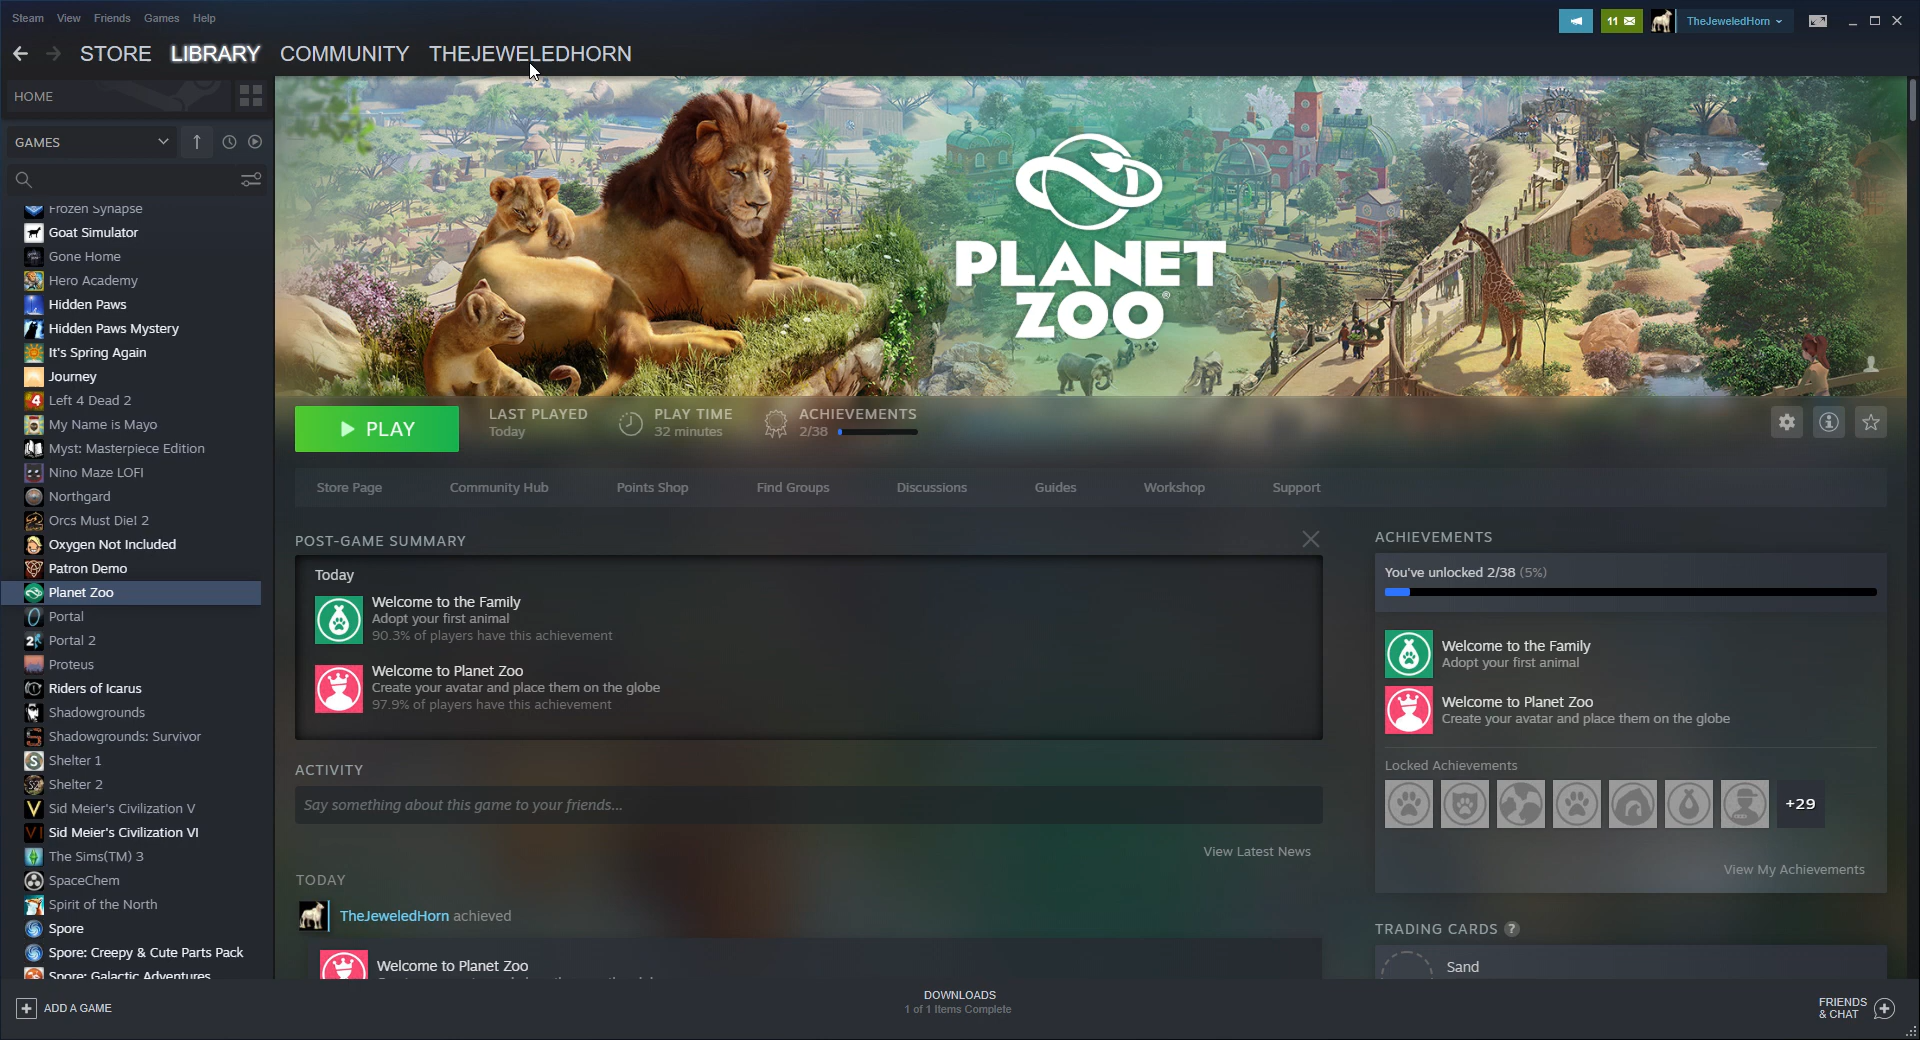 Steam View Friends Games Help
11 TheJeweledHorn
STORE LIBRARY COMMUNITY THEJEWELEDHORN
HOME
GAMES
Frozen Synapse
Goat Simulator
Gone Home
Hero Academy
Hidden Paws
Hidden Paws Mystery
It's Spring Again
Journey
Left 4 Dead 2
My Name is Mayo
Myst: Masterpiece Edition
Nino Maze LOFI
Northgard
Orcs Must Die! 2
Oxygen Not Included
Patron Demo
Planet Zoo
Portal
Portal 2
Proteus
Riders of Icarus
Shadowgrounds
Shadowgrounds: Survivor
Shelter 1
Shelter 2
Sid Meier's Civilization V
Sid Meier's Civilization VI
The Sims(TM) 3
SpaceChem
Spirit of the North
Spore
Spore: Creepy & Cute Parts Pack
Spore: Galactic Adventures
ADD A GAME
PLANET
ZOO®
PLAY
LAST PLAYED
Today
PLAY TIME
32 minutes
ACHIEVEMENTS
2/38
Store Page Community Hub Points Shop Find Groups Discussions Guides Workshop Support
POST-GAME SUMMARY
Today
Welcome to the Family
Adopt your first animal
90.3% of players have this achievement
Welcome to Planet Zoo
Create your avatar and place them on the globe
97.9% of players have this achievement
ACTIVITY
Say something about this game to your friends...
View Latest News
TODAY
TheJeweledHorn achieved
Welcome to Planet Zoo
ACHIEVEMENTS
You've unlocked 2/38 (5%)
Welcome to the Family
Adopt your first animal
Welcome to Planet Zoo
Create your avatar and place them on the globe
Locked Achievements
+29
View My Achievements
TRADING CARDS ?
Sand
DOWNLOADS
1 of 1 Items Complete
FRIENDS
& CHAT